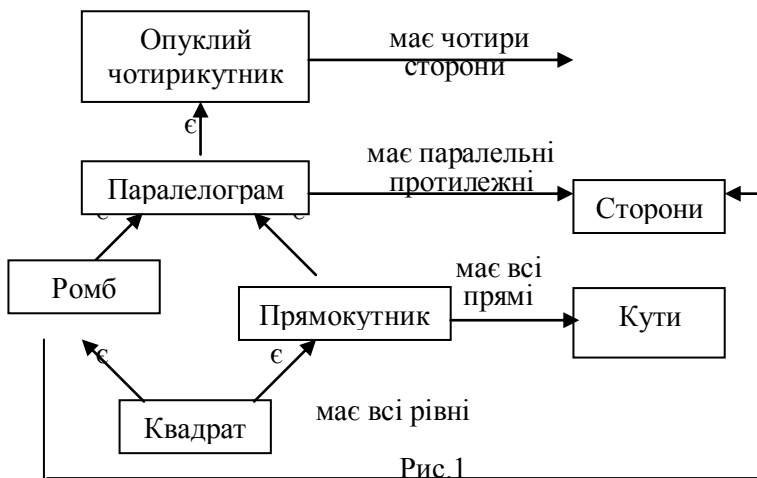 Опуклий
чотирикутник
має чотири
сторони
є
має паралельні
протилежні
Паралелограм
Сторони
є
є
Ромб
має всі
прямі
Прямокутник
Кути
є
є
Квадрат
має всі рівні
Рис.1